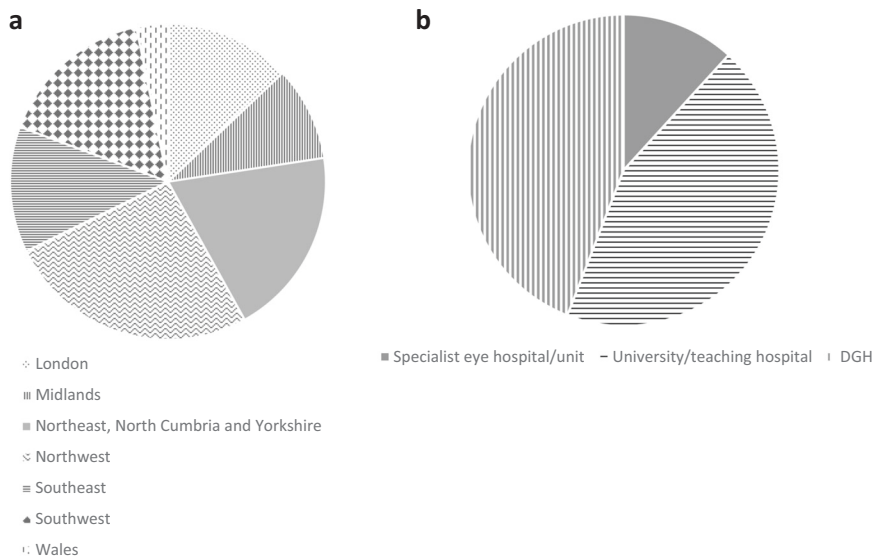 a
b
London
Midlands
Northeast, North Cumbria and Yorkshire
Northwest
Southeast
Southwest
Wales
Specialist eye hospital/unit University/teaching hospital DGH